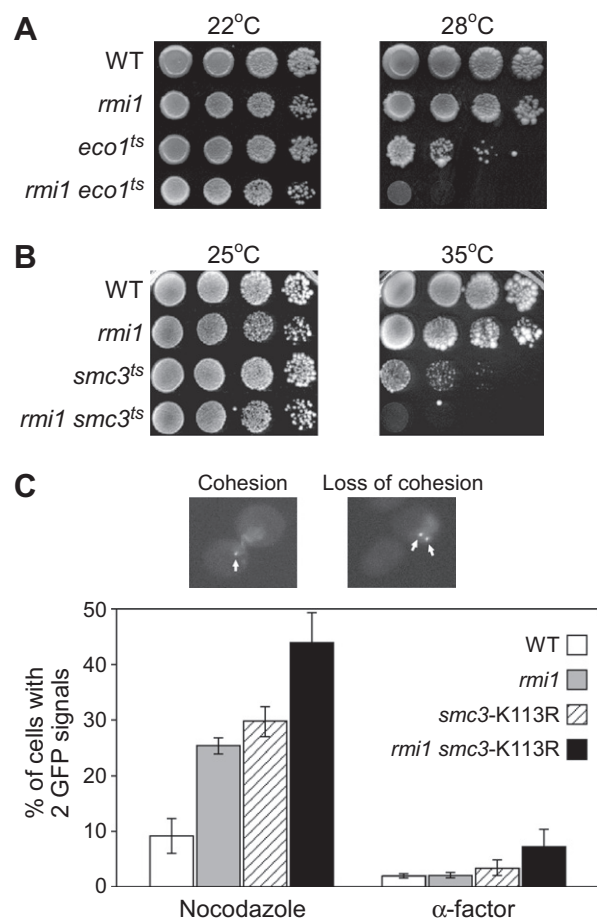 A
22°C
28°C
WT
rmi1
eco1ts
rmi1 eco1ts
B
25°C
35°C
WT
rmi1
smc3ts
rmi1 smc3ts
C
Cohesion
Loss of cohesion
% of cells with
2 GFP signals
50
40
30
20
10
0
WT
rmi1
smc3-K113R
rmi1 smc3-K113R
Nocodazole
α-factor